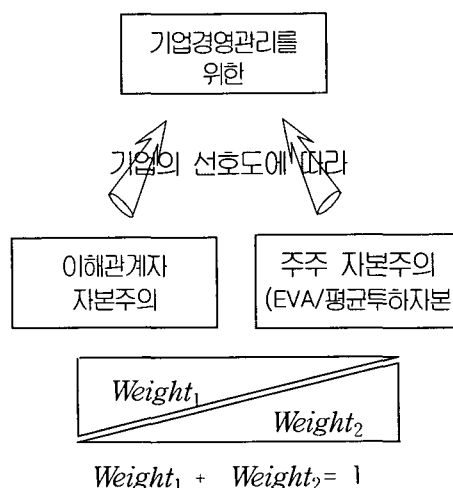 기업경영관리를
위한
기업의 선호도에 따라
이해관계자
자본주의
주주 자본주의
(EVA/평균투하자본
Weight₁
Weight₂
Weight₁ + Weight₂ = 1